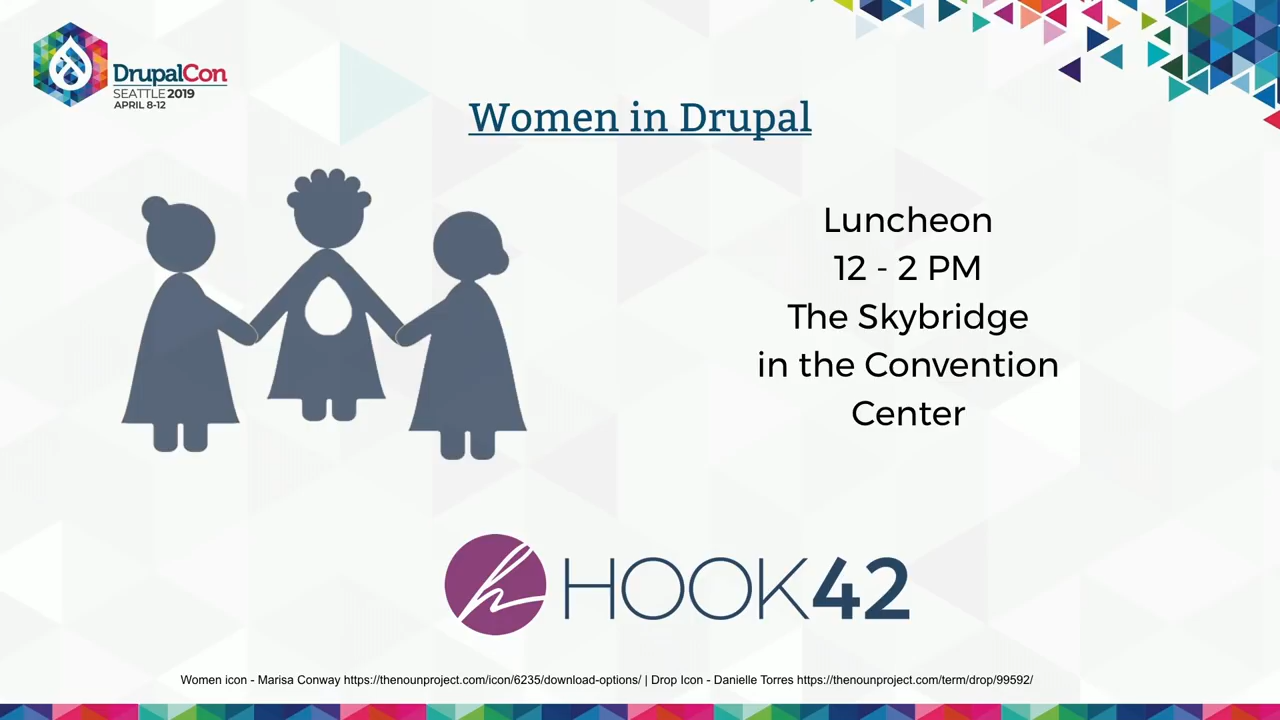 DrupalCon
SEATTLE 2019
APRIL 8-12
Women in Drupal
Luncheon
12 - 2 PM
The Skybridge
in the Convention
Center
h HOOK42
Women icon - Marisa Conway https://thenounproject.com/icon/6235/download-options/ | Drop Icon - Danielle Torres https://thenounproject.com/term/drop/99592/